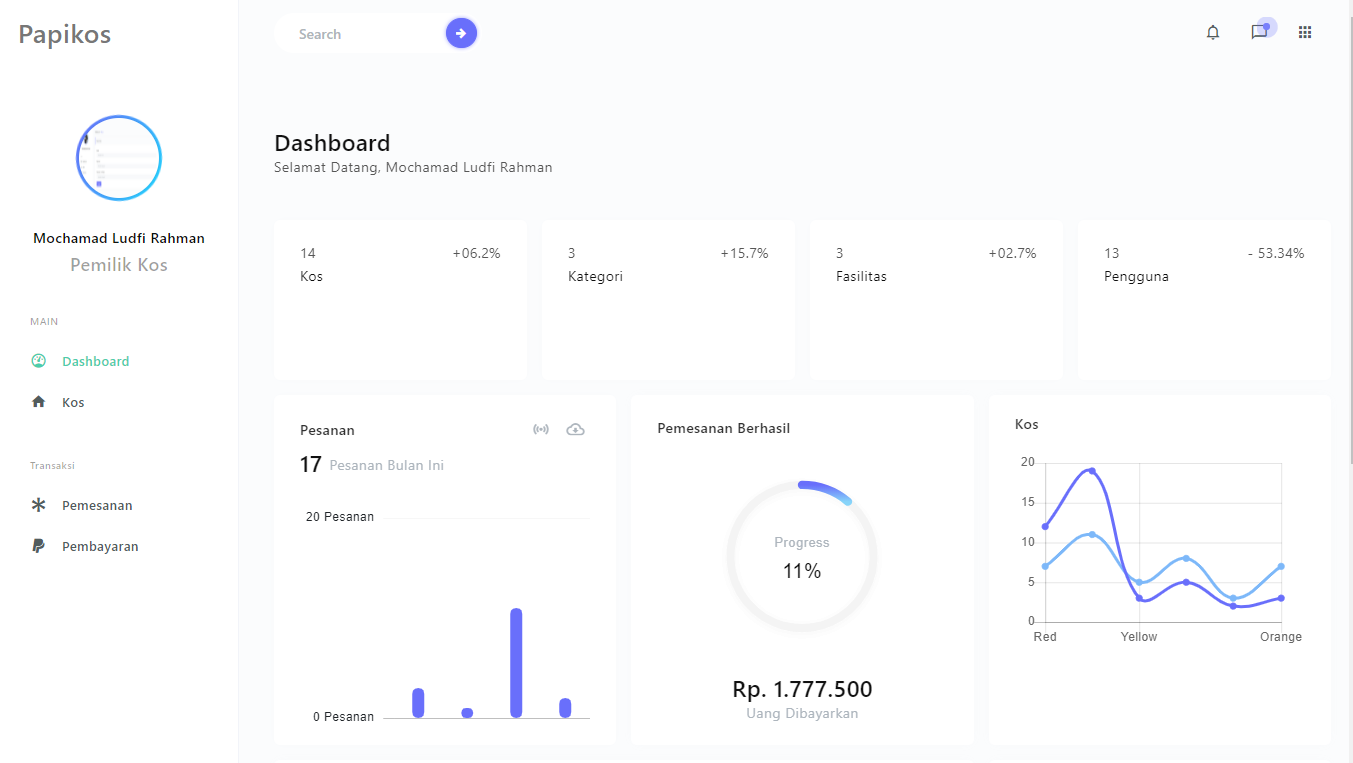 Papikos
Search
Mochamad Ludfi Rahman
Pemilik Kos
MAIN
Dashboard
Kos
Transaksi
Pemesanan
Pembayaran
Dashboard
Selamat Datang, Mochamad Ludfi Rahman
14 +06.2%
Kos
3 +15.7%
Kategori
3 +02.7%
Fasilitas
13 - 53.34%
Pengguna
Pesanan
17 Pesanan Bulan Ini
20 Pesanan
0 Pesanan
Pemesanan Berhasil
Progress
11%
Rp. 1.777.500
Uang Dibayarkan
Kos
20
15
10
5
0
Red Yellow Orange